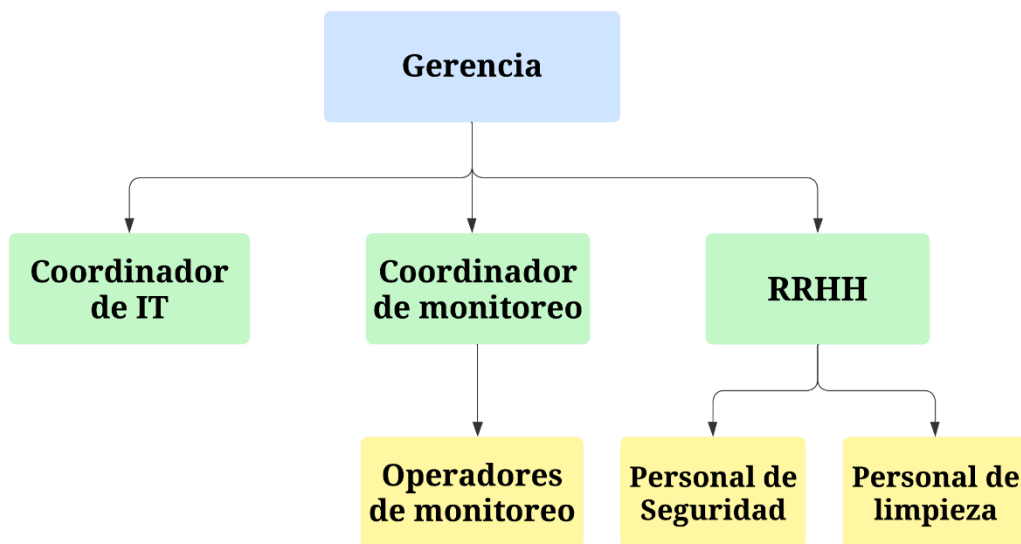 Gerencia
Coordinador
de IT
Coordinador
de monitoreo
RRHH
Operadores
de monitoreo
Personal de
Seguridad
Personal de
limpieza